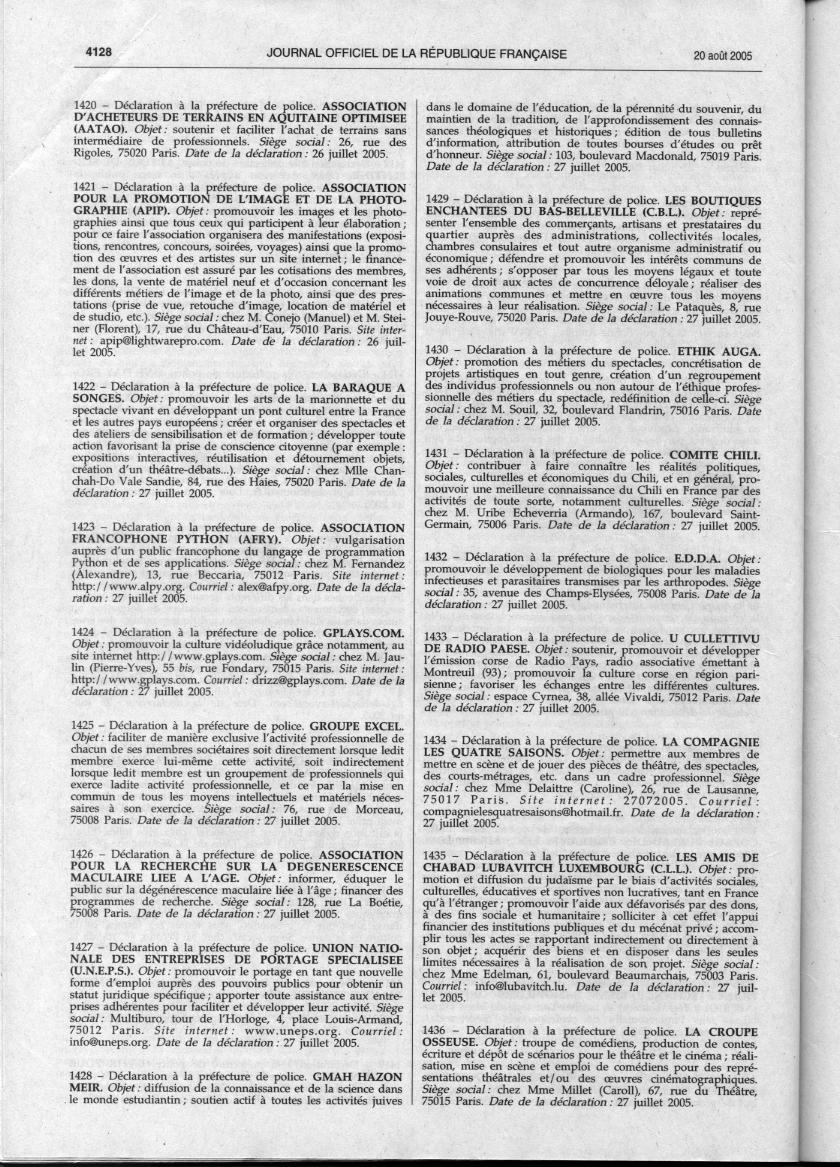 4128
JOURNAL OFFICIEL DE LA RÉPUBLIQUE FRANÇAISE
20 août 2005
1420 – Déclaration à la préfecture de police. ASSOCIATION
D'ACHETEURS DE TERRAINS EN AQUITAINE OPTIMISEE
(AATAO). Objet : soutenir et faciliter l'achat de terrains sans
intermédiaire de professionnels. Siège social : 26, rue des
Rigoles, 75020 Paris. Date de la déclaration : 26 juillet 2005.
1421 – Déclaration à la préfecture de police. ASSOCIATION
POUR LA PROMOTION DE L'IMAGE ET DE LA PHOTO-
GRAPHIE (APIP). Objet : promouvoir les images et les photo-
graphies ainsi que tous ceux qui participent à leur élaboration ;
pour ce faire l'association organisera des manifestations (exposi-
tions, rencontres, concours, soirées, voyages) ainsi que la promo-
tion des œuvres et des artistes sur un site internet ; le finance-
ment de l'association est assuré par les cotisations des membres,
les dons, la vente de matériel neuf et d'occasion concernant les
différents métiers de l'image et de la photo, ainsi que des pres-
tations (prise de vue, retouche d'image, location de matériel et
de studio, etc.). Siège social : chez M. Conejo (Manuel) et M. Stei-
ner (Florent), 17, rue du Château-d'Eau, 75010 Paris. Site inter-
net : apip@lightwarepro.com. Date de la déclaration : 26 juil-
let 2005.
1422 – Déclaration à la préfecture de police. LA BARAQUE A
SONGES. Objet : promouvoir les arts de la marionnette et du
spectacle vivant en développant un pont culturel entre la France
et les autres pays européens ; créer et organiser des spectacles et
des ateliers de sensibilisation et de formation ; développer toute
action favorisant la prise de conscience citoyenne (par exemple :
expositions interactives, réutilisation et détournement objets,
création d'un théâtre-débats...). Siège social : chez Mlle Chan-
chah-Do Vale Sandie, 84, rue des Haies, 75020 Paris. Date de la
déclaration : 27 juillet 2005.
1423 – Déclaration à la préfecture de police. ASSOCIATION
FRANCOPHONE PYTHON (AFRY). Objet : vulgarisation
auprès d'un public francophone du langage de programmation
Python et de ses applications. Siège social : chez M. Fernandez
(Alexandre), 13, rue Beccaria, 75012 Paris. Site internet :
http://www.alpy.org. Courriel : alex@afpy.org. Date de la décla-
ration : 27 juillet 2005.
1424 – Déclaration à la préfecture de police. GPLAYS.COM.
Objet : promouvoir la culture vidéoludique grâce notamment, au
site internet http://www.gplays.com. Siège social : chez M. Jau-
lin (Pierre-Yves), 55 bis, rue Fondary, 75015 Paris. Site internet :
http://www.gplays.com. Courriel : drizz@gplays.com. Date de la
déclaration : 27 juillet 2005.
1425 – Déclaration à la préfecture de police. GROUPE EXCEL.
Objet : faciliter de manière exclusive l'activité professionnelle de
chacun de ses membres sociétaires soit directement lorsque ledit
membre exerce lui-même cette activité, soit indirectement
lorsque ledit membre est un groupement de professionnels qui
exerce ladite activité professionnelle, et ce par la mise en
commun de tous les moyens intellectuels et matériels néces-
saires à son exercice. Siège social : 76, rue de Morceau,
75008 Paris. Date de la déclaration : 27 juillet 2005.
1426 – Déclaration à la préfecture de police. ASSOCIATION
POUR LA RECHERCHE SUR LA DEGENERESCENCE
MACULAIRE LIEE A L'AGE. Objet : informer, éduquer le
public sur la dégénérescence maculaire liée à l'âge ; financer des
programmes de recherche. Siège social : 128, rue La Boétie,
75008 Paris. Date de la déclaration : 27 juillet 2005.
1427 – Déclaration à la préfecture de police. UNION NATIO-
NALE DES ENTREPRISES DE PORTAGE SPECIALISEE
(U.N.E.P.S.). Objet : promouvoir le portage en tant que nouvelle
forme d'emploi auprès des pouvoirs publics pour obtenir un
statut juridique spécifique ; apporter toute assistance aux entre-
prises adhérentes pour faciliter et développer leur activité. Siège
social : Multiburo, tour de l'Horloge, 4, place Louis-Armand,
75012 Paris. Site internet : www.uneps.org. Courriel :
info@uneps.org. Date de la déclaration : 27 juillet 2005.
1428 – Déclaration à la préfecture de police. GMAH HAZON
MEIR. Objet : diffusion de la connaissance et de la science dans
le monde estudiantin ; soutien actif à toutes les activités juives
dans le domaine de l'éducation, de la pérennité du souvenir, du
maintien de la tradition, de l'approfondissement des connais-
sances théologiques et historiques ; édition de tous bulletins
d'information, attribution de toutes bourses d'études ou prêt
d'honneur. Siège social : 103, boulevard Macdonald, 75019 Paris.
Date de la déclaration : 27 juillet 2005.
1429 – Déclaration à la préfecture de police. LES BOUTIQUES
ENCHANTEES DU BAS-BELLEVILLE (C.B.L.). Objet : repré-
senter l'ensemble des commerçants, artisans et prestataires du
quartier auprès des administrations, collectivités locales,
chambres consulaires et tout autre organisme administratif ou
économique ; défendre et promouvoir les intérêts communs de
ses adhérents ; s'opposer par tous les moyens légaux et toute
voie de droit aux actes de concurrence déloyale ; réaliser des
animations communes et mettre en œuvre tous les moyens
nécessaires à leur réalisation. Siège social : Le Pataquès, 8, rue
Jouye-Rouve, 75020 Paris. Date de la déclaration : 27 juillet 2005.
1430 – Déclaration à la préfecture de police. ETHIK AUGA.
Objet : promotion des métiers du spectacles, concrétisation de
projets artistiques en tout genre, création d'un regroupement
des individus professionnels ou non autour de l'éthique profes-
sionnelle des métiers du spectacle, redéfinition de celle-ci. Siège
social : chez M. Souil, 32, boulevard Flandrin, 75016 Paris. Date
de la déclaration : 27 juillet 2005.
1431 – Déclaration à la préfecture de police. COMITE CHILI.
Objet : contribuer à faire connaître les réalités politiques,
sociales, culturelles et économiques du Chili, et en général, pro-
mouvoir une meilleure connaissance du Chili en France par des
activités de toute sorte, notamment culturelles. Siège social :
chez M. Uribe Echeverria (Armando), 167, boulevard Saint-
Germain, 75006 Paris. Date de la déclaration : 27 juillet 2005.
1432 – Déclaration à la préfecture de police. E.D.D.A. Objet :
promouvoir le développement de biologiques pour les maladies
infectieuses et parasitaires transmises par les arthropodes. Siège
social : 35, avenue des Champs-Elysées, 75008 Paris. Date de la
déclaration : 27 juillet 2005.
1433 – Déclaration à la préfecture de police. U CULLETTIVU
DE RADIO PAESE. Objet : soutenir, promouvoir et développer
l'émission corse de Radio Pays, radio associative émettant à
Montreuil (93) ; promouvoir la culture corse en région pari-
sienne ; favoriser les échanges entre les différentes cultures.
Siège social : espace Cyrnea, 38, allée Vivaldi, 75012 Paris. Date
de la déclaration : 27 juillet 2005.
1434 – Déclaration à la préfecture de police. LA COMPAGNIE
LES QUATRE SAISONS. Objet : permettre aux membres de
mettre en scène et de jouer des pièces de théâtre, des spectacles,
des courts-métrages, etc. dans un cadre professionnel. Siège
social : chez Mme Delaittre (Caroline), 26, rue de Lausanne,
75017 Paris. Site internet : 27072005. Courriel :
compagnielesquatresaisons@hotmail.fr. Date de la déclaration :
27 juillet 2005.
1435 – Déclaration à la préfecture de police. LES AMIS DE
CHABAD LUBAVITCH LUXEMBOURG (C.L.L.). Objet : pro-
motion et diffusion du judaïsme par le biais d'activités sociales,
culturelles, éducatives et sportives non lucratives, tant en France
qu'à l'étranger ; promouvoir l'aide aux défavorisés par des dons,
à des fins sociale et humanitaire ; solliciter à cet effet l'appui
financier des institutions publiques et du mécénat privé ; accom-
plir tous les actes se rapportant indirectement ou directement à
son objet ; acquérir des biens et en disposer dans les seules
limites nécessaires à la réalisation de son projet. Siège social :
chez Mme Edelman, 61, boulevard Beaumarchais, 75003 Paris.
Courriel : info@lubavitch.lu. Date de la déclaration : 27 juil-
let 2005.
1436 – Déclaration à la préfecture de police. LA CROUPE
OSSEUSE. Objet : troupe de comédiens, production de contes,
écriture et dépôt de scénarios pour le théâtre et le cinéma ; réali-
sation, mise en scène et emploi de comédiens pour des repré-
sentations théâtrales et/ou des œuvres cinématographiques.
Siège social : chez Mme Millet (Caroll), 67, rue du Théâtre,
75015 Paris. Date de la déclaration : 27 juillet 2005.